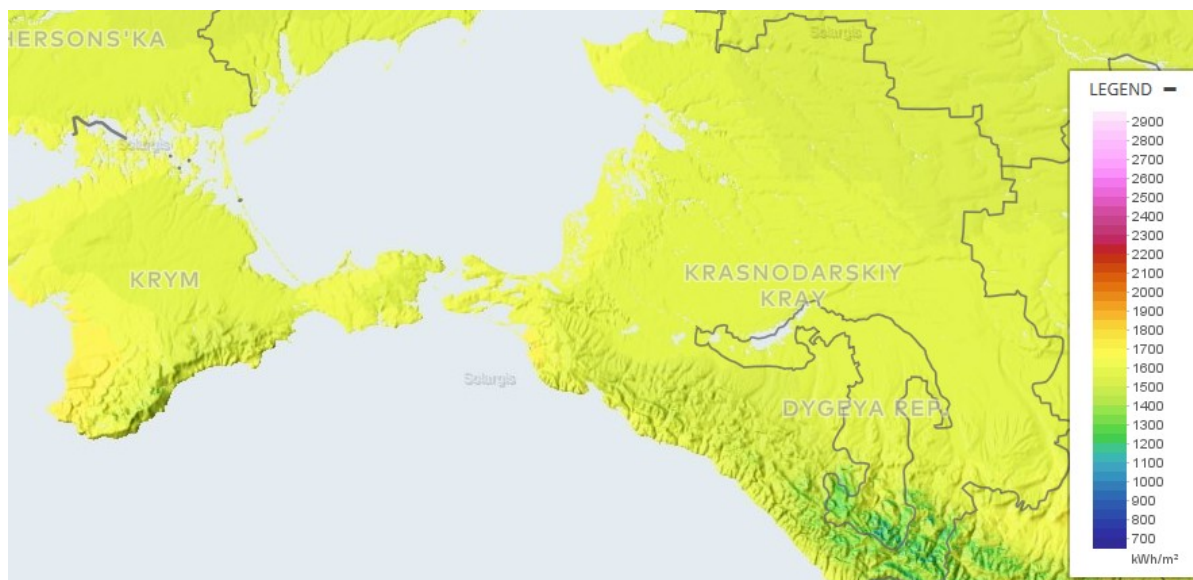 HERSONS'KA
Solargis
Solargis
KRYM
KRASNODARSKIY
KRAY
Solargis
DYGEYA REP.
LEGEND
2900
2800
2700
2600
2500
2400
2300
2200
2100
2000
1900
1800
1700
1600
1500
1400
1300
1200
1100
1000
900
800
700
kWh/m²